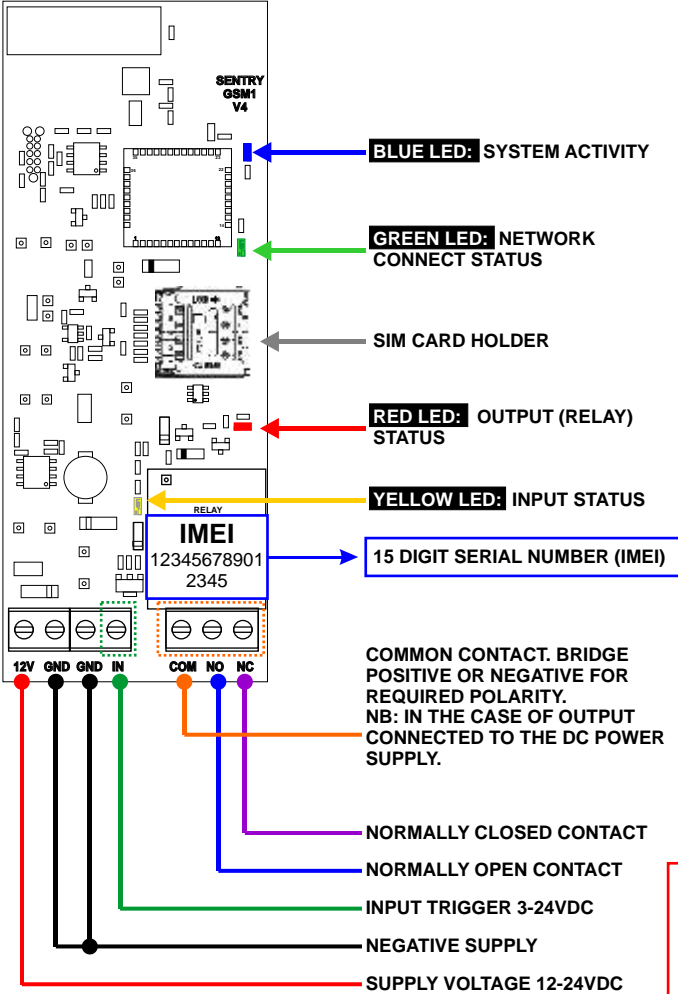 SENTRY
GSM1
V4
BLUE LED: SYSTEM ACTIVITY
GREEN LED: NETWORK
CONNECT STATUS
SIM CARD HOLDER
RED LED: OUTPUT (RELAY)
STATUS
YELLOW LED: INPUT STATUS
RELAY
IMEI
12345678901
2345
15 DIGIT SERIAL NUMBER (IMEI)
12V GND GND IN COM NO NC
COMMON CONTACT. BRIDGE
POSITIVE OR NEGATIVE FOR
REQUIRED POLARITY.
NB: IN THE CASE OF OUTPUT
CONNECTED TO THE DC POWER
SUPPLY.
NORMALLY CLOSED CONTACT
NORMALLY OPEN CONTACT
INPUT TRIGGER 3-24VDC
NEGATIVE SUPPLY
SUPPLY VOLTAGE 12-24VDC